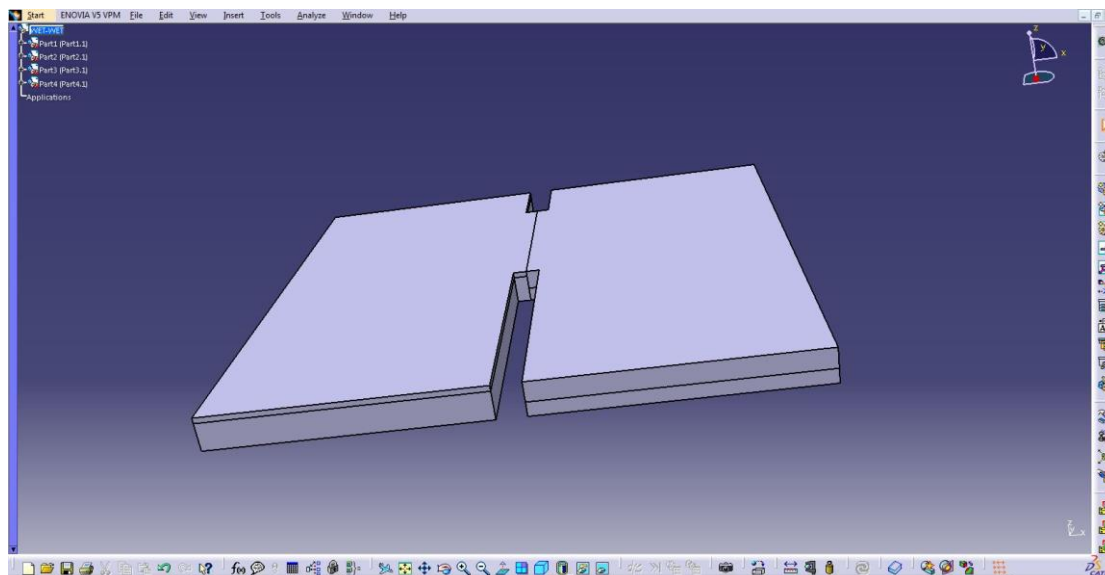 Start ENOVIA V5 VPM File Edit View Insert Tools Analyze Window Help
WET-WET
Part1 (Part1.1)
Part2 (Part2.1)
Part3 (Part3.1)
Part4 (Part4.1)
Applications
z
y
x
z
y x
f(x)